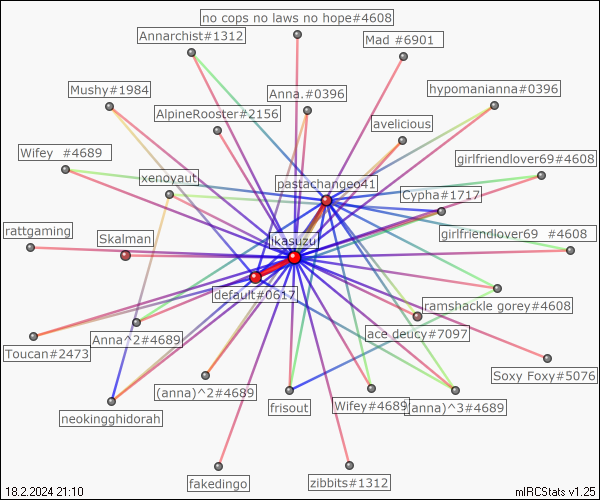 no cops no laws no hope#4608
Annarchist#1312
Mad #6901
Mushy#1984
Anna.#0396
hypomanianna#0396
AlpineRooster#2156
avelicious
Wifey #4689
girlfriendlover69#4608
xenoyaut
pastachangeo41
Cypha#1717
rattgaming
Skalman
ikasuzu
girlfriendlover69 #4608
default#0617
ramshackle gorey#4608
Anna^2#4689
ace deucy#7097
Toucan#2473
Soxy Foxy#5076
(anna)^2#4689
neokingghidorah
frisout
Wifey#4689
(anna)^3#4689
fakedingo
zibbits#1312
18.2.2024 21:10
mIRCStats v1.25